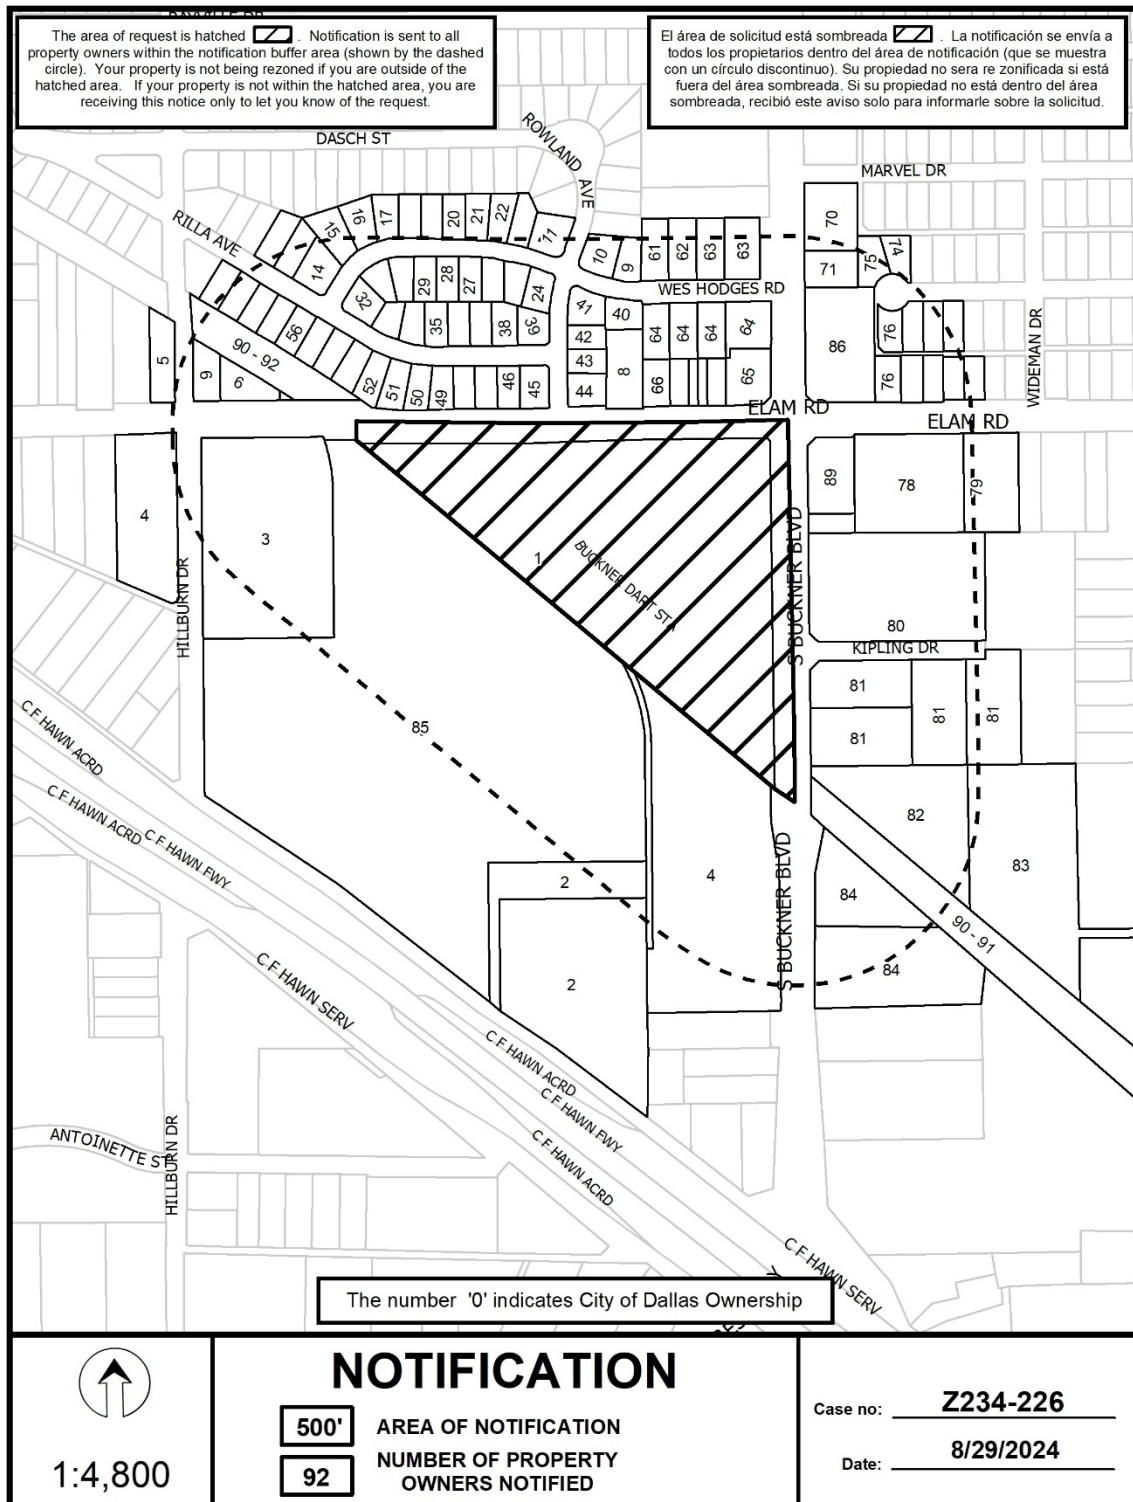 The area of request is hatched . Notification is sent to all
property owners within the notification buffer area (shown by the dashed
circle). Your property is not being rezoned if you are outside of the
hatched area. If your property is not within the hatched area, you are
receiving this notice only to let you know of the request.
El área de solicitud está sombreada . La notificación se envía a
todos los propietarios dentro del área de notificación (que se muestra
con un círculo discontinuo). Su propiedad no sera re zonificada si está
fuera del área sombreada. Si su propiedad no está dentro del área
sombreada, recibió este aviso solo para informarle sobre la solicitud.
DASCH ST
ROWLAND AVE
MARVEL DR
RILLA AVE
15
16
17
20
21
22
71
14
10
9
61
62
63
63
70
71
75
74
WES HODGES RD
32
29
28
27
24
35
38
39
41
40
42
43
44
8
64
64
64
64
66
65
86
76
76
WIDEMAN DR
5
6
6
56
90 - 92
52
51
50
49
46
45
ELAM RD
ELAM RD
4
3
1
BUCKNER DART STA
S BUCKNER BLVD
89
78
79
HILLBURN DR
80
KIPLING DR
81
81
81
81
85
C F HAWN ACRD
C F HAWN ACRD
C F HAWN FWY
82
83
2
4
S BUCKNER BLVD
84
90 - 91
2
84
C F HAWN SERV
C F HAWN ACRD
C F HAWN FWY
C F HAWN ACRD
ANTOINETTE ST
HILLBURN DR
C F HAWN SERV
The number '0' indicates City of Dallas Ownership
1:4,800
NOTIFICATION
500' AREA OF NOTIFICATION
92 NUMBER OF PROPERTY
OWNERS NOTIFIED
Case no: Z234-226
Date: 8/29/2024